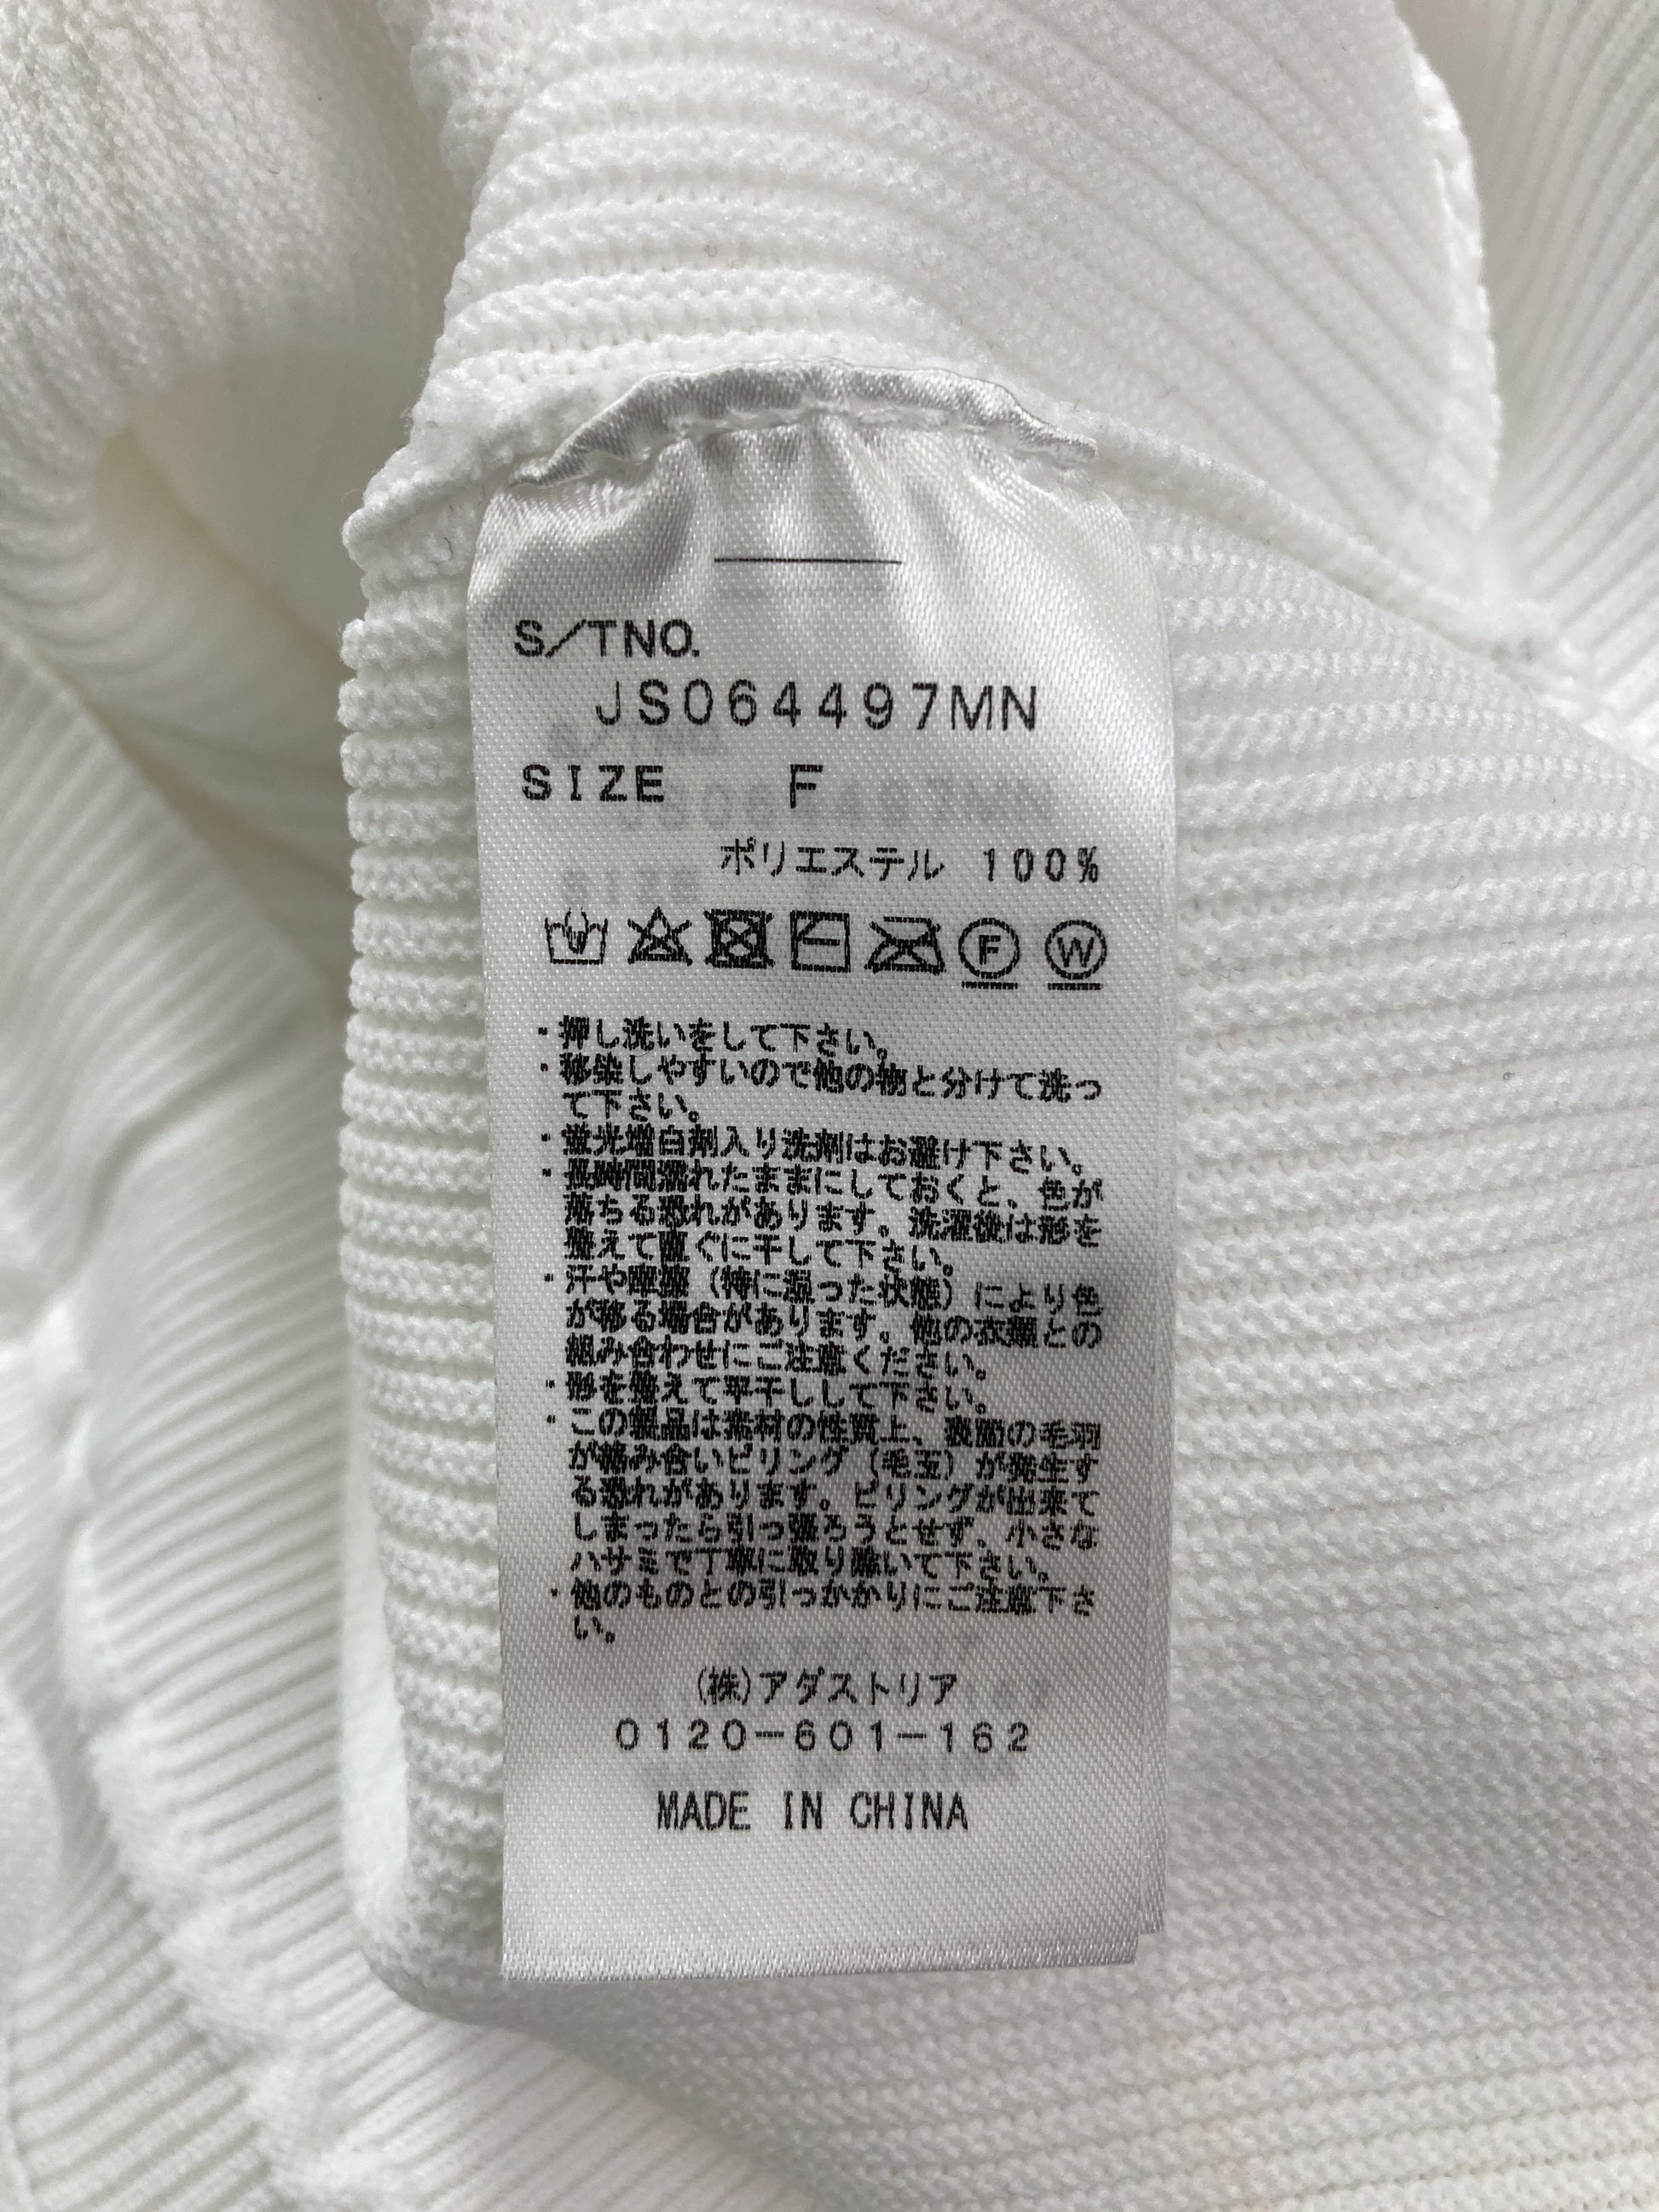 S/TNO.
JS064497MN
SIZE F
ポリエステル 100%
F W
・押し洗いをして下さい。
・移染しやすいので他の物と分けて洗っ
て下さい。
・蛍光増白剤入り洗剤はお避け下さい。
・長時間濡れたままにしておくと、色が
落ちる恐れがあります。洗濯後は形を
整えて直ぐに干して下さい。
・汗や摩擦（特に湿った状態）により色
が移る場合があります。他の衣類との
組み合わせにご注意ください。
・形を整えて平干しして下さい。
・この製品は素材の性質上、表面の毛羽
が絡み合いピリング（毛玉）が発生す
る恐れがあります。ピリングが出来て
しまったら引っ張ろうとせず、小さな
ハサミで丁寧に取り除いて下さい。
・他のものとの引っかかりにご注意下さ
い。
(株)アダストリア
0120-601-162
MADE IN CHINA